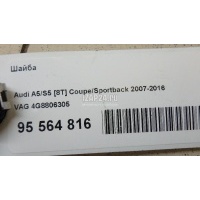 Шайба
Audi A5/S5 [8T] Coupe/Sportback 2007-2016
VAG 4G8806305
95 564 816